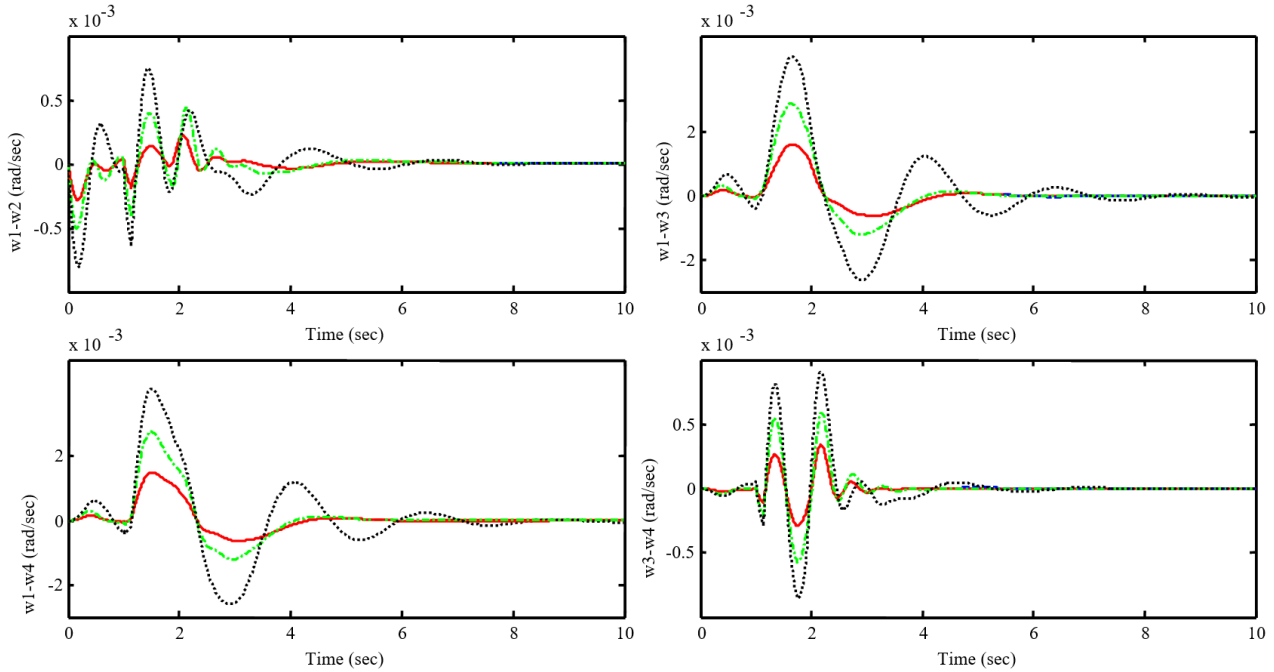 x 10 -3
0.5
0
-0.5
w1-w2 (rad/sec)
0 2 4 6 8 10
Time (sec)
x 10 -3
2
0
-2
w1-w3 (rad/sec)
0 2 4 6 8 10
Time (sec)
x 10 -3
2
0
-2
w1-w4 (rad/sec)
0 2 4 6 8 10
Time (sec)
x 10 -3
0.5
0
-0.5
w3-w4 (rad/sec)
0 2 4 6 8 10
Time (sec)